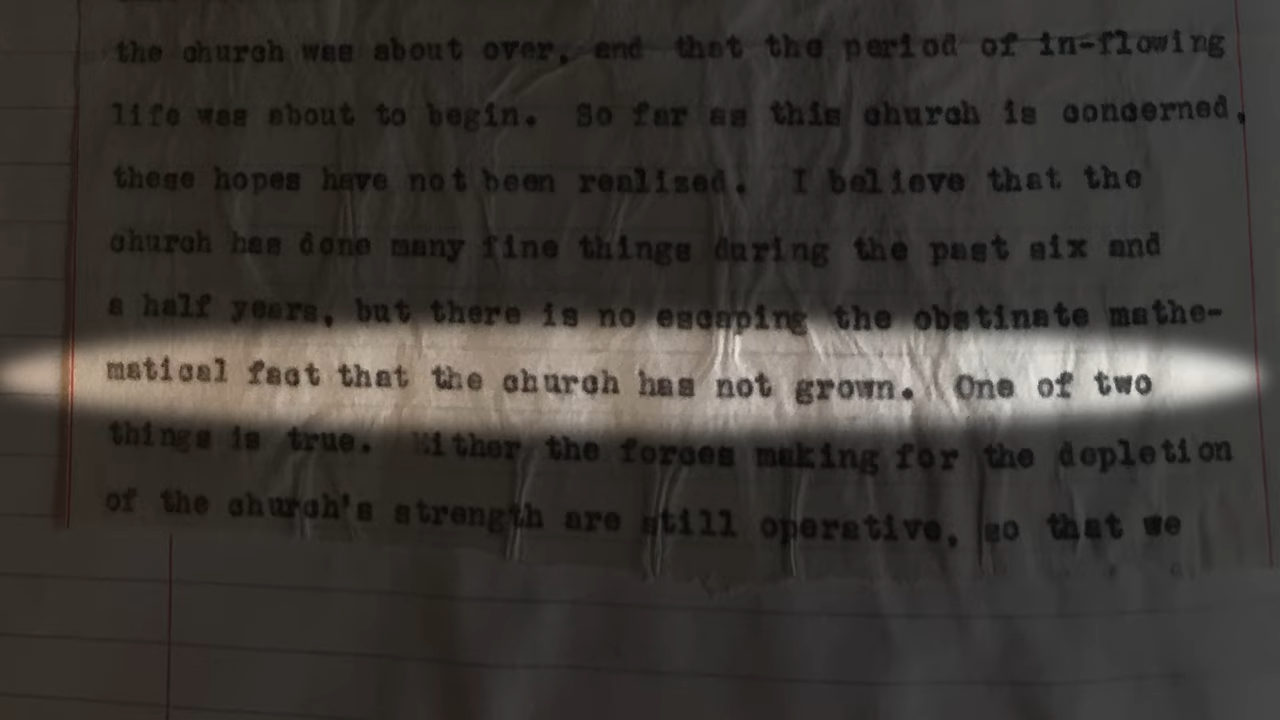 the church was about over, and that the period of in-flowing
life was about to begin. So far as this church is concerned,
these hopes have not been realized. I believe that the
church has done many fine things during the past six and
a half years, but there is no escaping the obstinate mathe-
matical fact that the church has not grown. One of two
things is true. Either the forces making for the depletion
of the church's strength are still operative, so that we